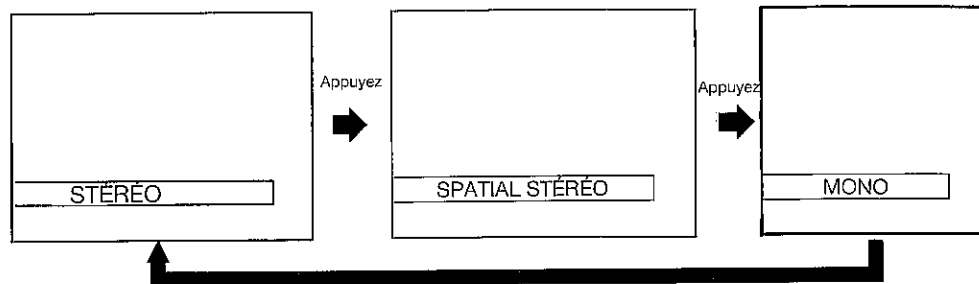 Appuyez
Appuyez
STÉRÉO
SPATIAL STÉRÉO
MONO